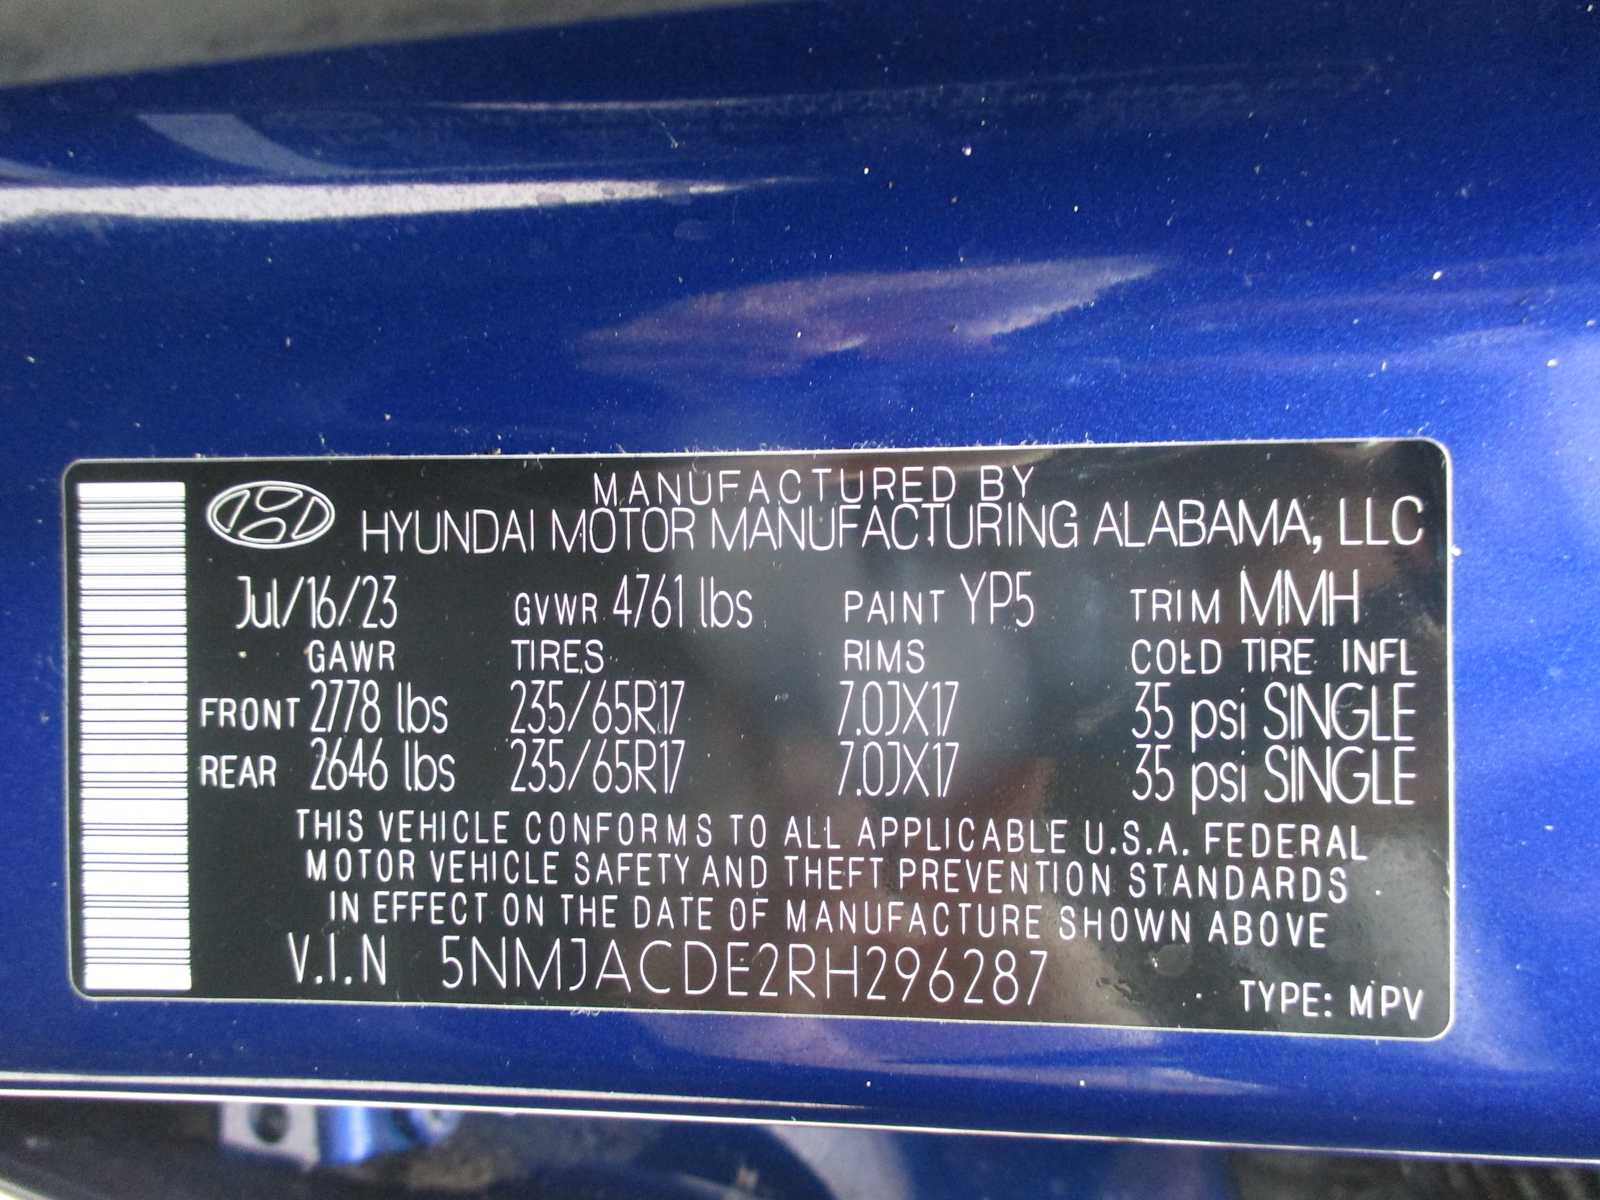 MANUFACTURED BY
HYUNDAI MOTOR MANUFACTURING ALABAMA, LLC
Jul/16/23 GVWR 4761 lbs PAINT YP5 TRIM MMH
GAWR TIRES RIMS COLD TIRE INFL
FRONT 2778 lbs 235/65R17 7.0JX17 35 psi SINGLE
REAR 2646 lbs 235/65R17 7.0JX17 35 psi SINGLE
THIS VEHICLE CONFORMS TO ALL APPLICABLE U.S.A. FEDERAL
MOTOR VEHICLE SAFETY AND THEFT PREVENTION STANDARDS
IN EFFECT ON THE DATE OF MANUFACTURE SHOWN ABOVE
V.I.N 5NMJACDE2RH296287
TYPE: MPV